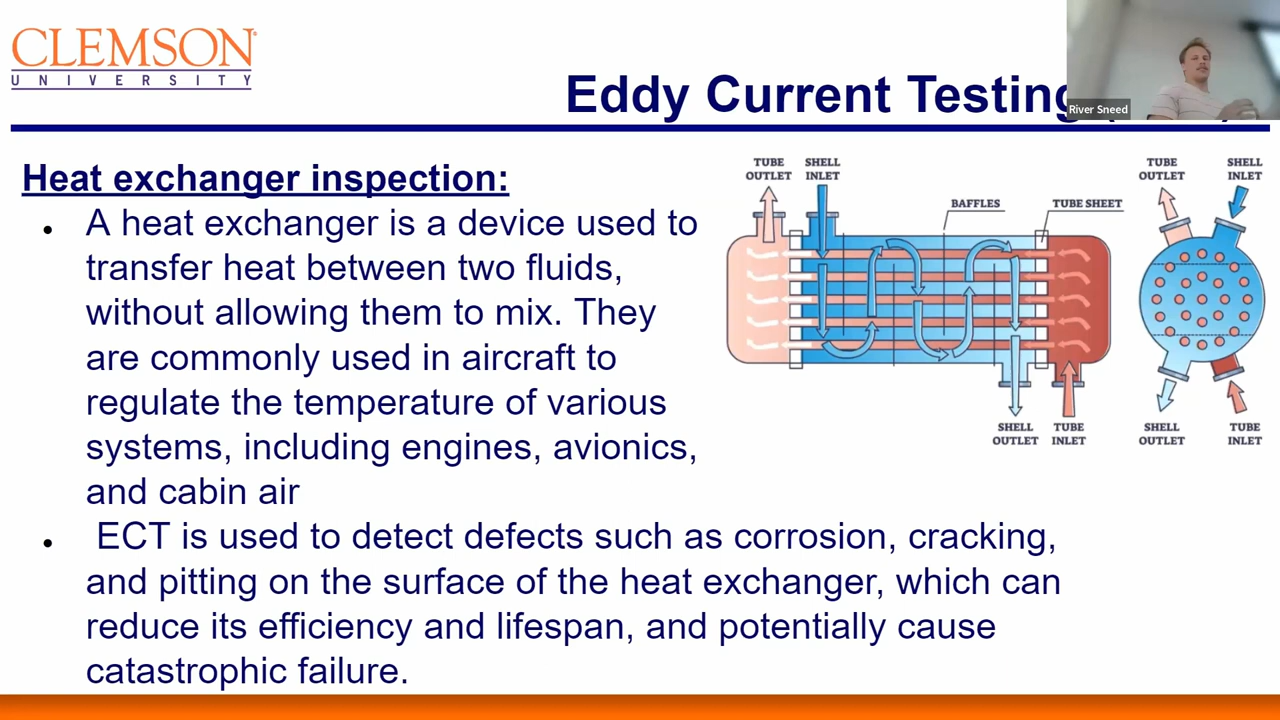 CLEMSON
UNIVERSITY
Eddy Current Testing
River Sneed
Heat exchanger inspection:
• A heat exchanger is a device used to
transfer heat between two fluids,
without allowing them to mix. They
are commonly used in aircraft to
regulate the temperature of various
systems, including engines, avionics,
and cabin air
• ECT is used to detect defects such as corrosion, cracking,
and pitting on the surface of the heat exchanger, which can
reduce its efficiency and lifespan, and potentially cause
catastrophic failure.
TUBE
OUTLET
SHELL
INLET
BAFFLES
TUBE SHEET
SHELL
OUTLET
TUBE
INLET
TUBE
OUTLET
SHELL
INLET
SHELL
OUTLET
TUBE
INLET